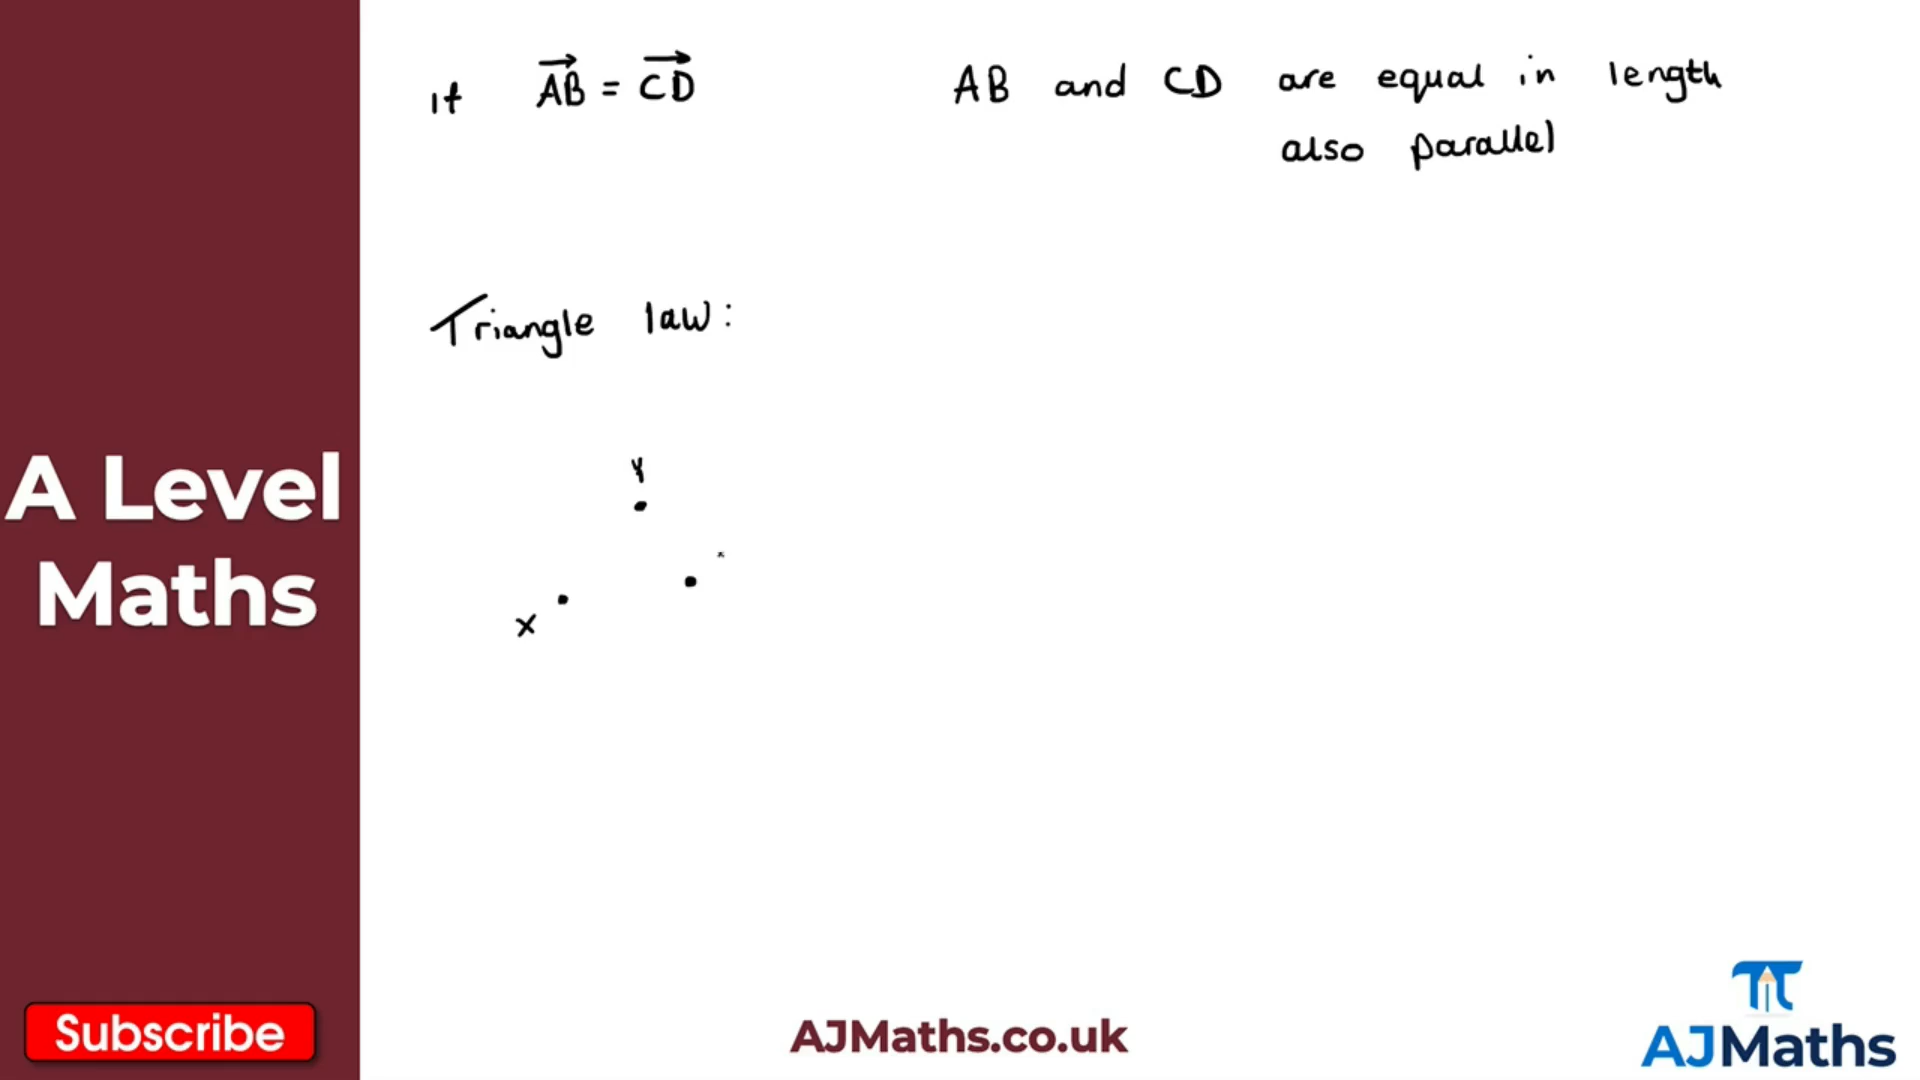 If AB = CD AB and CD are equal in length
also parallel
Triangle law:
Y
X
A Level
Maths
Subscribe
AJMaths.co.uk
AJMaths